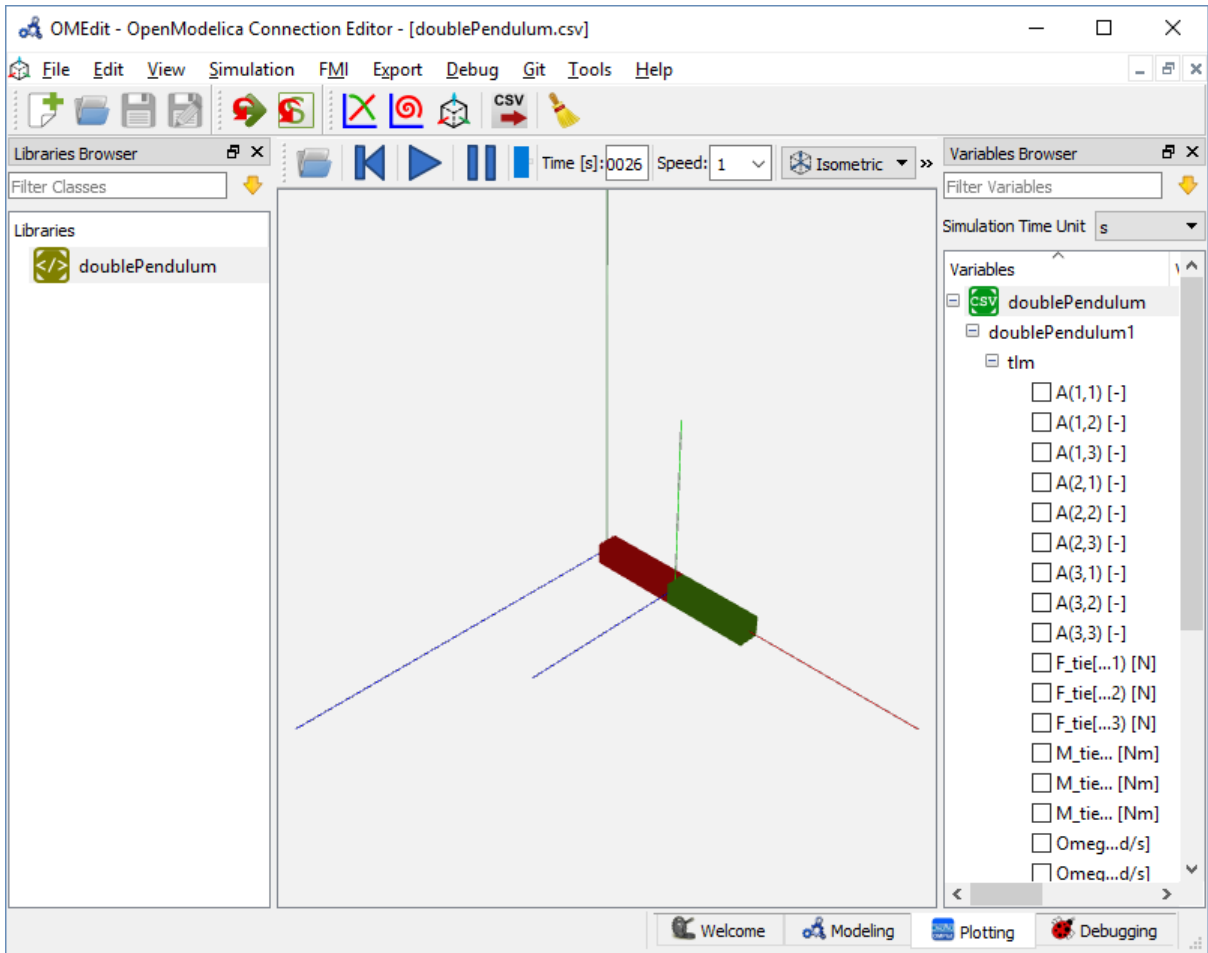 OMEdit - OpenModelica Connection Editor - [doublePendulum.csv]
File Edit View Simulation FMI Export Debug Git Tools Help
CSV
Libraries Browser
Filter Classes
Libraries
</> doublePendulum
Time [s]: 0026 Speed: 1 Isometric »
Variables Browser
Filter Variables
Simulation Time Unit s
Variables
csv doublePendulum
doublePendulum1
tlm
A(1,1) [-]
A(1,2) [-]
A(1,3) [-]
A(2,1) [-]
A(2,2) [-]
A(2,3) [-]
A(3,1) [-]
A(3,2) [-]
A(3,3) [-]
F_tie[...1) [N]
F_tie[...2) [N]
F_tie[...3) [N]
M_tie... [Nm]
M_tie... [Nm]
M_tie... [Nm]
Omeg...d/s]
Omeg...d/s]
Welcome Modeling Plotting Debugging